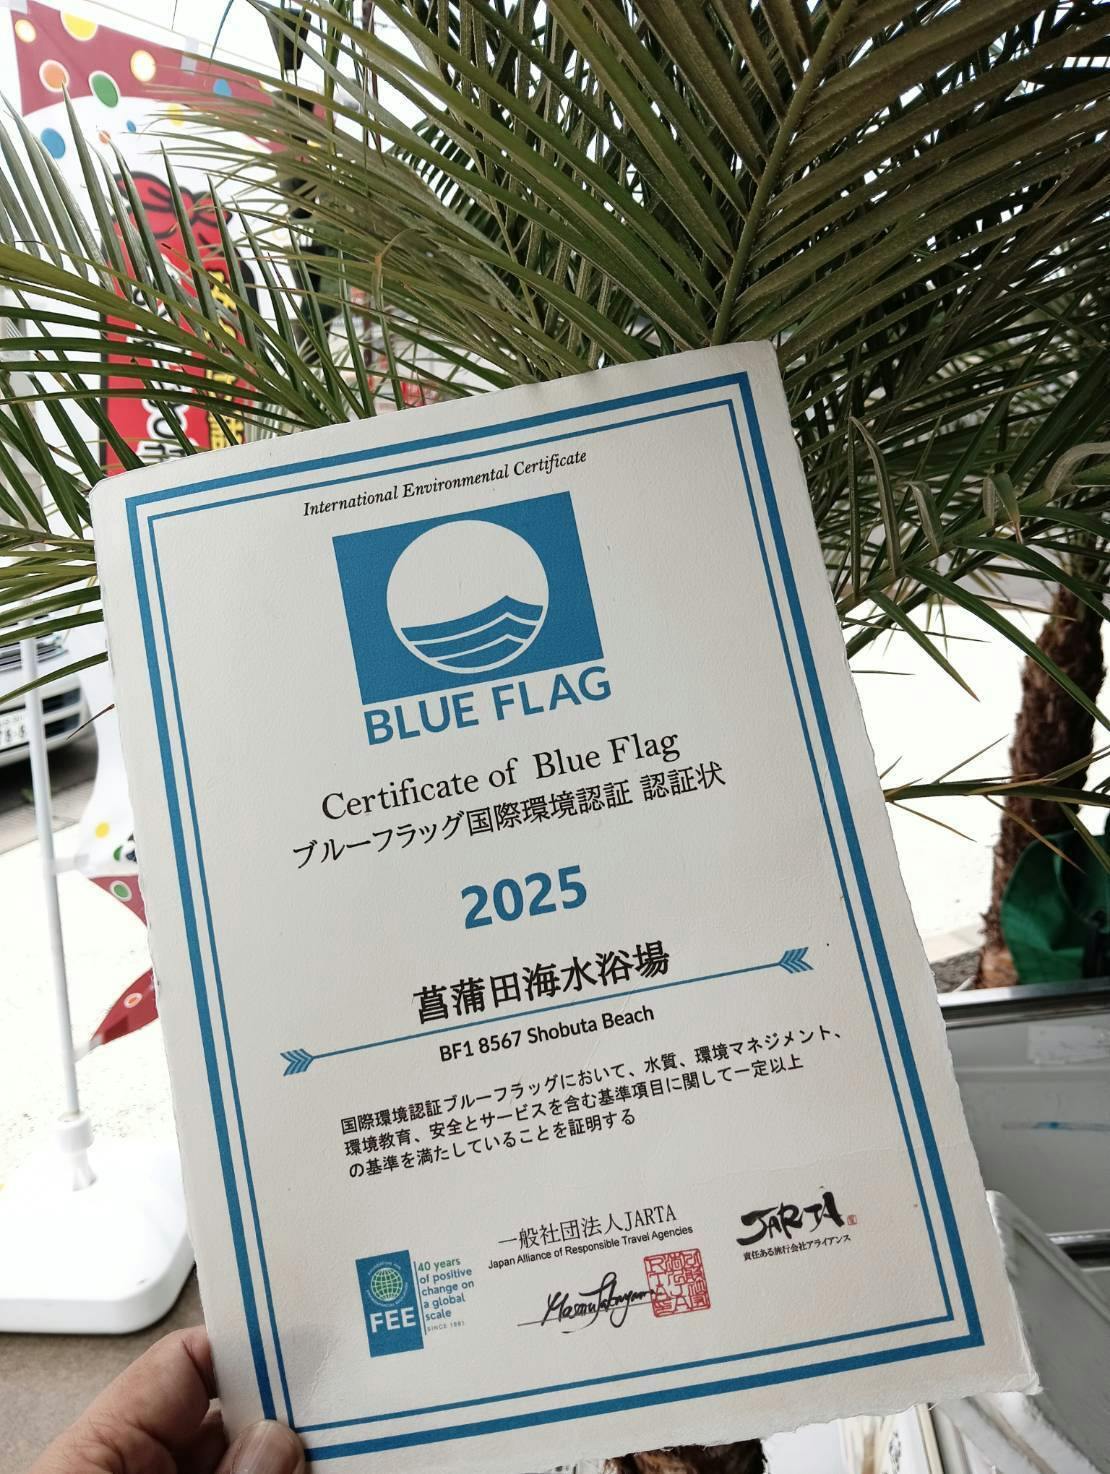 International Environmental Certificate
BLUE FLAG
Certificate of Blue Flag
ブルーフラッグ国際環境認証 認証状
2025
菖蒲田海水浴場
BF1 8567 Shobuta Beach
国際環境認証ブルーフラッグにおいて、水質、環境マネジメント、
環境教育、安全とサービスを含む基準項目に関して一定以上
の基準を満たしていることを証明する
一般社団法人JARTA
Japan Alliance of Responsible Travel Agencies
JARTA
責任ある旅行会社アライアンス
FEE
40 years
of positive
change on
a global
scale
SINCE 1981